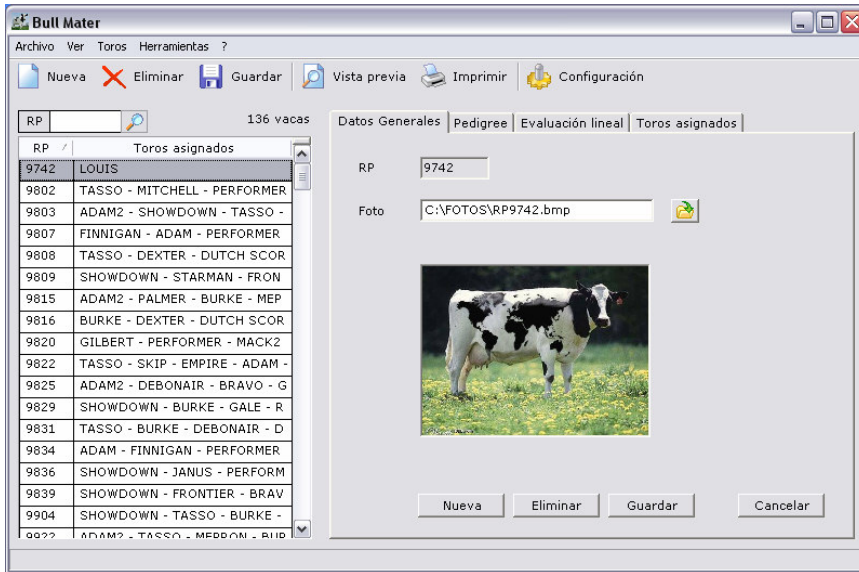 Bull Mater
Archivo Ver Toros Herramientas ?
Nueva Eliminar Guardar Vista previa Imprimir Configuración
RP 136 vacas
RP Toros asignados
9742 LOUIS
9802 TASSO - MITCHELL - PERFORMER
9803 ADAM2 - SHOWDOWN - TASSO -
9807 FINNIGAN - ADAM - PERFORMER
9808 TASSO - DEXTER - DUTCH SCOR
9809 SHOWDOWN - STARMAN - FRON
9815 ADAM2 - PALMER - BURKE - MEP
9816 BURKE - DEXTER - DUTCH SCOR
9820 GILBERT - PERFORMER - MACK2
9822 TASSO - SKIP - EMPIRE - ADAM -
9825 ADAM2 - DEBONAIR - BRAVO - G
9829 SHOWDOWN - BURKE - GALE - R
9831 TASSO - BURKE - DEBONAIR - D
9834 ADAM - FINNIGAN - PERFORMER
9836 SHOWDOWN - JANUS - PERFORM
9839 SHOWDOWN - FRONTIER - BRAV
9904 SHOWDOWN - TASSO - BURKE -
9922 ADAM2 - TASSO - MEPRON - BUR
Datos Generales Pedigree Evaluación lineal Toros asignados
RP 9742
Foto C:\FOTOS\RP9742.bmp
Nueva Eliminar Guardar Cancelar